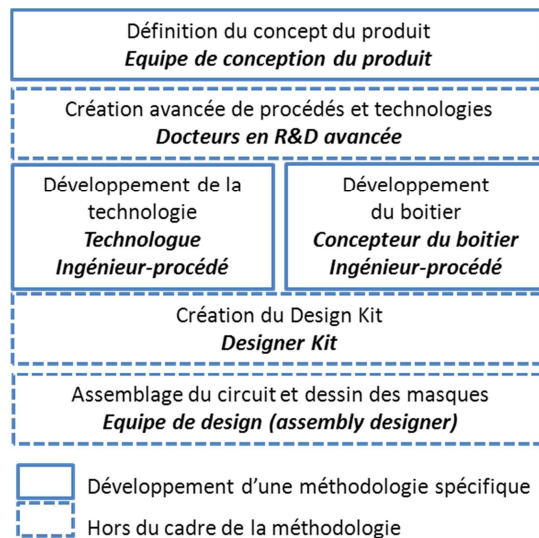 Définition du concept du produit
Equipe de conception du produit
Création avancée de procédés et technologies
Docteurs en R&D avancée
Développement de la
technologie
Technologue
Ingénieur-procédé
Développement
du boitier
Concepteur du boitier
Ingénieur-procédé
Création du Design Kit
Designer Kit
Assemblage du circuit et dessin des masques
Equipe de design (assembly designer)
Développement d'une méthodologie spécifique
Hors du cadre de la méthodologie